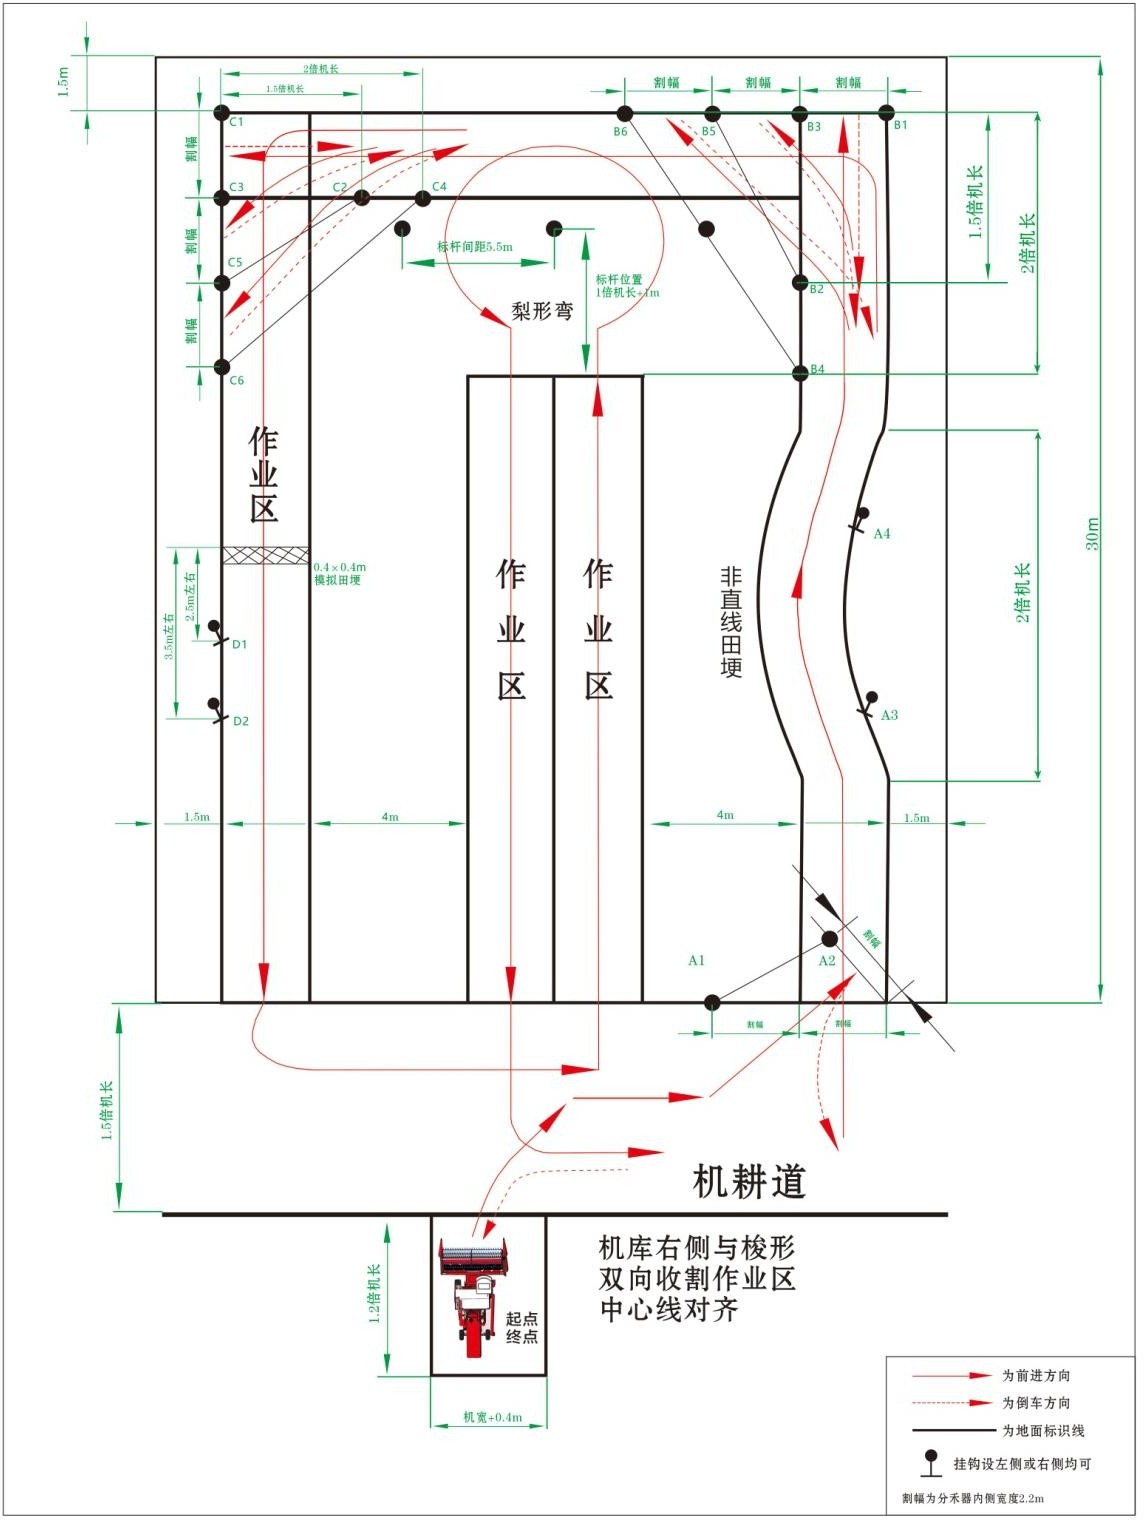 1.5m
2倍机长
1.5倍机长
割幅
割幅
割幅
C1
B6
B5
B3
B1
割幅
C3
C2
C4
1.5倍机长
2倍机长
割幅
标杆间距5.5m
C5
标杆位置
1倍机长+1m
B2
梨形弯
割幅
C6
B4
作业区
A4
30m
0.4×0.4m
模拟田埂
2.5m左右
3.5m左右
作业区
作业区
非直线田埂
2倍机长
D1
D2
A3
1.5m
4m
4m
1.5m
割幅
A1
A2
割幅
割幅
1.5倍机长
机耕道
机库右侧与梭形
双向收割作业区
中心线对齐
1.2倍机长
起点
终点
机宽+0.4m
为前进方向
为倒车方向
为地面标识线
挂钩设左侧或右侧均可
割幅为分禾器内侧宽度2.2m